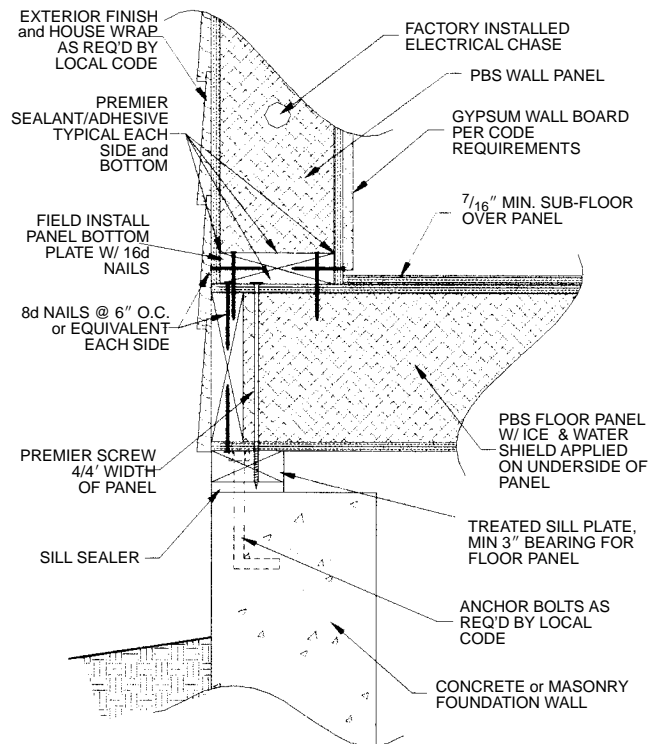 EXTERIOR FINISH
and HOUSE WRAP
AS REQ'D BY
LOCAL CODE
PREMIER
SEALANT/ADHESIVE
TYPICAL EACH
SIDE and
BOTTOM
FIELD INSTALL
PANEL BOTTOM
PLATE W/ 16d
NAILS
8d NAILS @ 6" O.C.
or EQUIVALENT
EACH SIDE
PREMIER SCREW
4/4' WIDTH
OF PANEL
SILL SEALER
FACTORY INSTALLED
ELECTRICAL CHASE
PBS WALL PANEL
GYPSUM WALL BOARD
PER CODE
REQUIREMENTS
7/16" MIN. SUB-FLOOR
OVER PANEL
PBS FLOOR PANEL
W/ ICE & WATER
SHIELD APPLIED
ON UNDERSIDE OF
PANEL
TREATED SILL PLATE,
MIN 3" BEARING FOR
FLOOR PANEL
ANCHOR BOLTS AS
REQ'D BY LOCAL
CODE
CONCRETE or MASONRY
FOUNDATION WALL